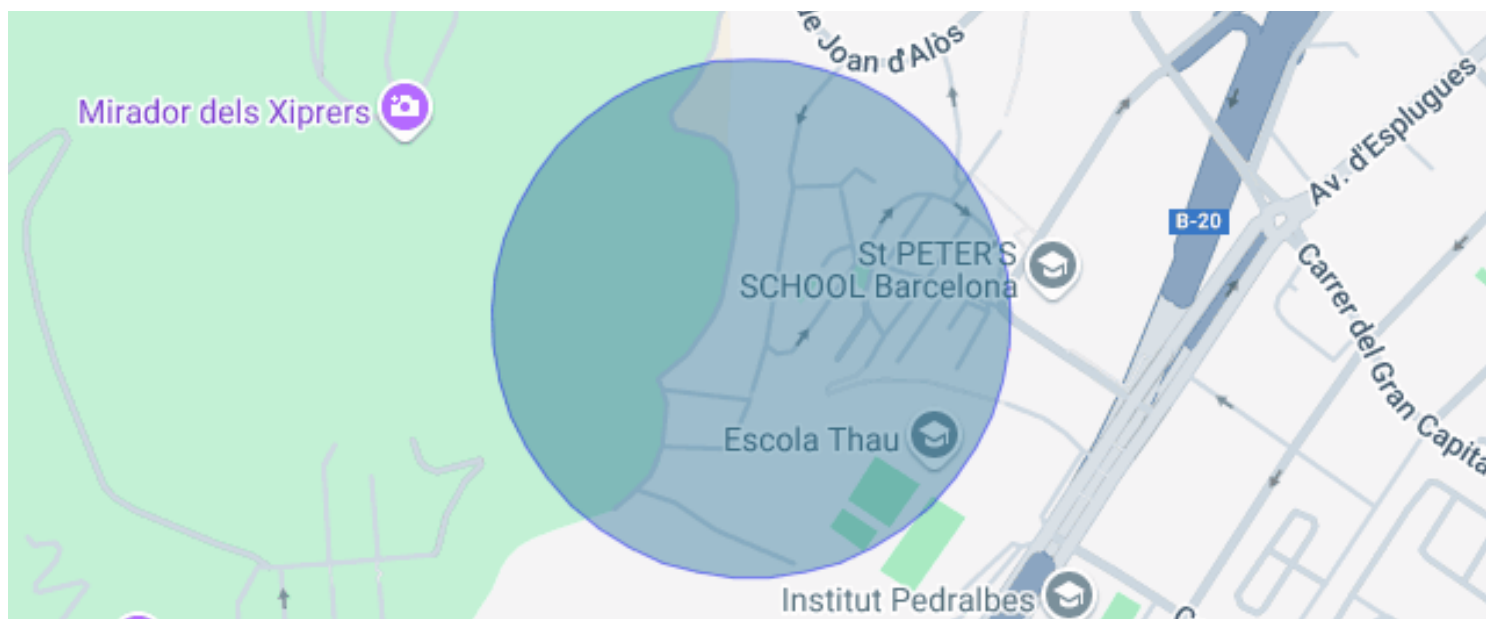 de Joan d'Alòs
Mirador dels Xiprers
Av. d'Esplugues
B-20
St PETER'S
SCHOOL Barcelona
Carrer del Gran Capità
Escola Thau
Institut Pedralbes